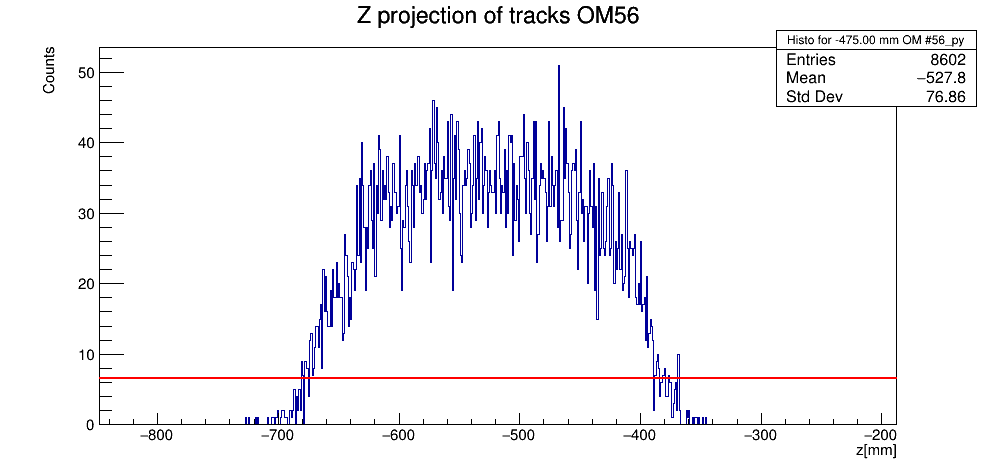 Z projection of tracks OM56
Histo for -475.00 mm OM #56_py
Entries 8602
Mean −527.8
Std Dev 76.86
Counts
50
40
30
20
10
0
−800 −700 −600 −500 −400 −300 −200
z[mm]